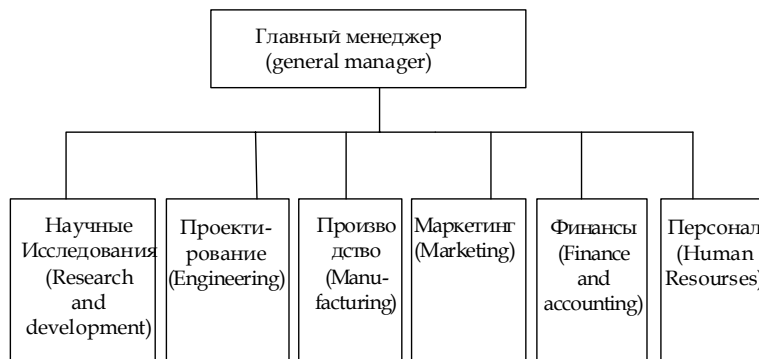 Главный менеджер
(general manager)
Научные
Исследования
(Research
and
development)
Проекти-
рование
(Engineering)
Произво
дство
(Manu-
facturing)
Маркетинг
(Marketing)
Финансы
(Finance
and
accounting)
Персонал
(Human
Resourses)